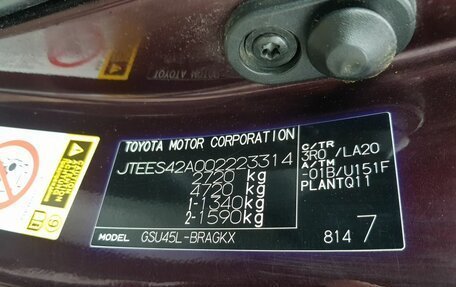 TOYOTA MOTOR CORPORATION
JTEES42A002223314
2720 kg
4720 kg
1-1340kg
2-1590kg
C/TR
3R0 /LA20
A/TM
-01B/U151F
PLANTQ11
MODEL GSU45L-BRAGKX
814 7